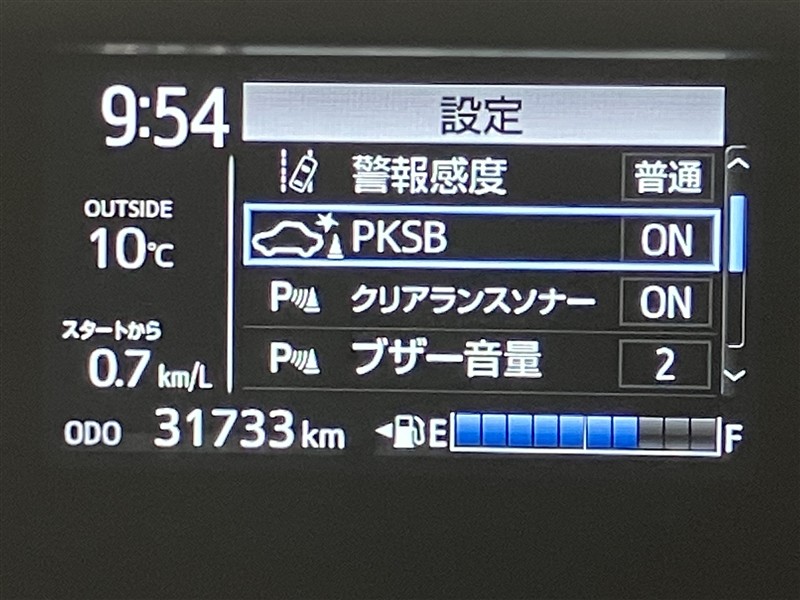 9:54
設定
警報感度 普通
OUTSIDE
10℃
PKSB ON
P クリアランスソナー ON
スタートから
0.7 km/L
P ブザー音量 2
ODO 31733 km
E F